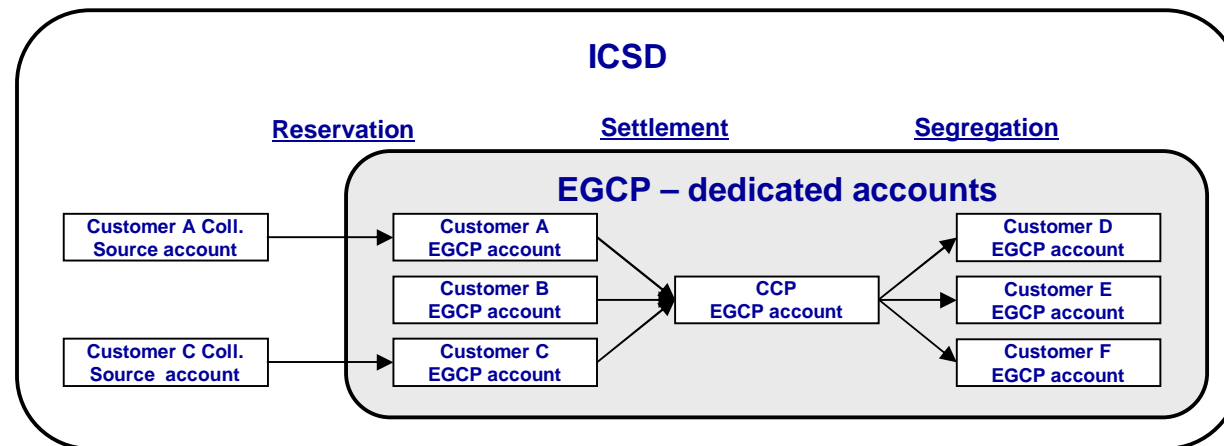 ICSD
Reservation
Settlement
Segregation
EGCP – dedicated accounts
Customer A Coll.
Source account
Customer A
EGCP account
Customer D
EGCP account
Customer B
EGCP account
CCP
EGCP account
Customer E
EGCP account
Customer C Coll.
Source account
Customer C
EGCP account
Customer F
EGCP account